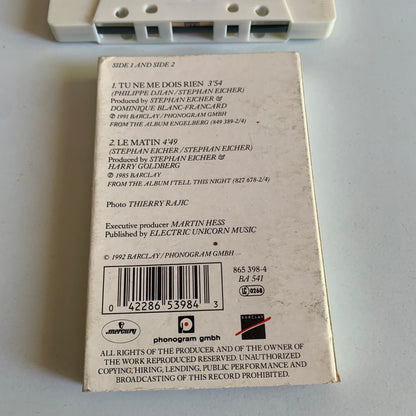 SIDE 1 AND SIDE 2
1. TU NE ME DOIS RIEN 3'54
(PHILIPPE DJIAN/STEPHAN EICHER)
Produced by STEPHAN EICHER &
DOMINIQUE BLANC-FRANCARD
℗ 1991 BARCLAY/PHONOGRAM GMBH
FROM THE ALBUM ENGELBERG (849 389-2/4)
2. LE MATIN 4'49
(STEPHAN EICHER/STEPHAN EICHER)
Produced by STEPHAN EICHER &
HARRY GOLDBERG
℗ 1985 BARCLAY
FROM THE ALBUM I TELL THIS NIGHT (827 678-2/4)
Photo THIERRY RAJIC
Executive producer MARTIN HESS
Published by ELECTRIC UNICORN MUSIC
© 1992 BARCLAY/PHONOGRAM GMBH
865 398-4
BA 541
LC 0268
0 42286 53984 3
mercury
phonogram gmbh
BARCLAY
ALL RIGHTS OF THE PRODUCER AND OF THE OWNER OF
THE WORK REPRODUCED RESERVED. UNAUTHORIZED
COPYING, HIRING, LENDING, PUBLIC PERFORMANCE AND
BROADCASTING OF THIS RECORD PROHIBITED.